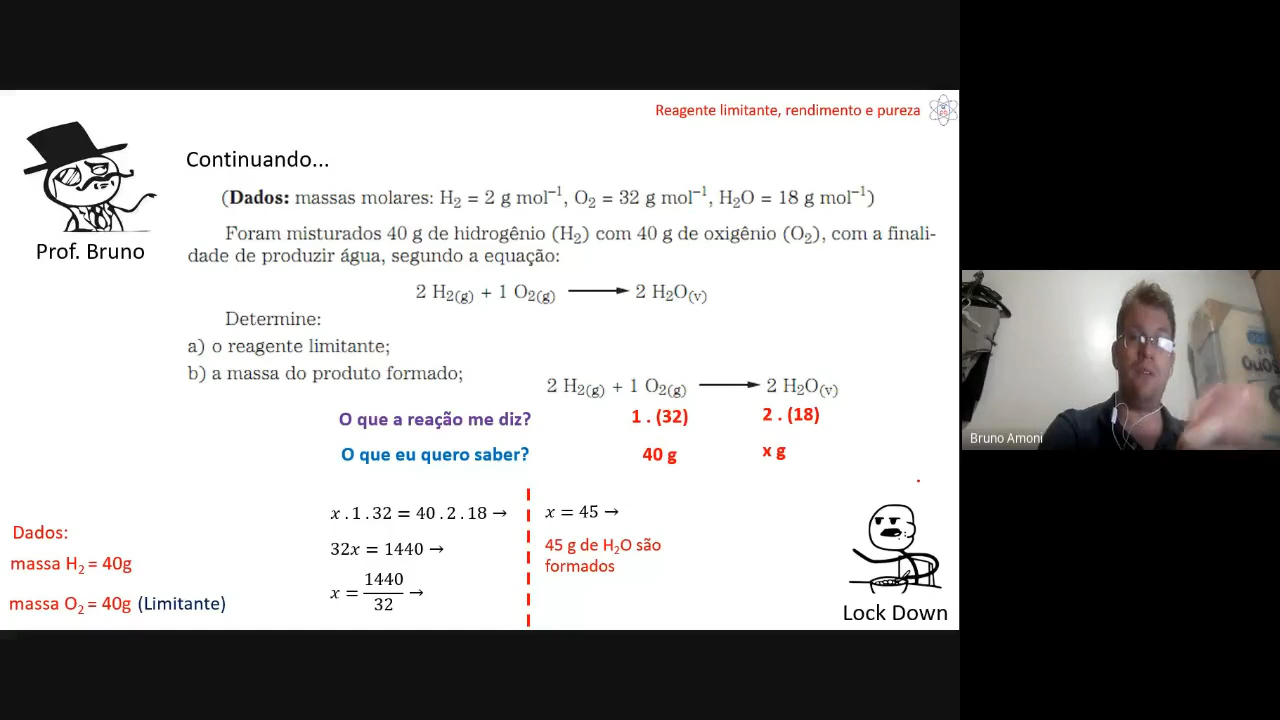 Reagente limitante, rendimento e pureza
Continuando...
(Dados: massas molares: H₂ = 2 g mol⁻¹, O₂ = 32 g mol⁻¹, H₂O = 18 g mol⁻¹)
Prof. Bruno
Foram misturados 40 g de hidrogênio (H₂) com 40 g de oxigênio (O₂), com a finali-
dade de produzir água, segundo a equação:
2 H₂(g) + 1 O₂(g) ⟶ 2 H₂O(v)
Determine:
a) o reagente limitante;
b) a massa do produto formado;
2 H₂(g) + 1 O₂(g) ⟶ 2 H₂O(v)
O que a reação me diz? 1 . (32) 2 . (18)
O que eu quero saber? 40 g x g
Dados:
massa H₂ = 40g
massa O₂ = 40g (Limitante)
x . 1 . 32 = 40 . 2 . 18 →
32x = 1440 →
x = 1440/32 →
x = 45 →
45 g de H₂O são
formados
Lock Down
Bruno Amoni